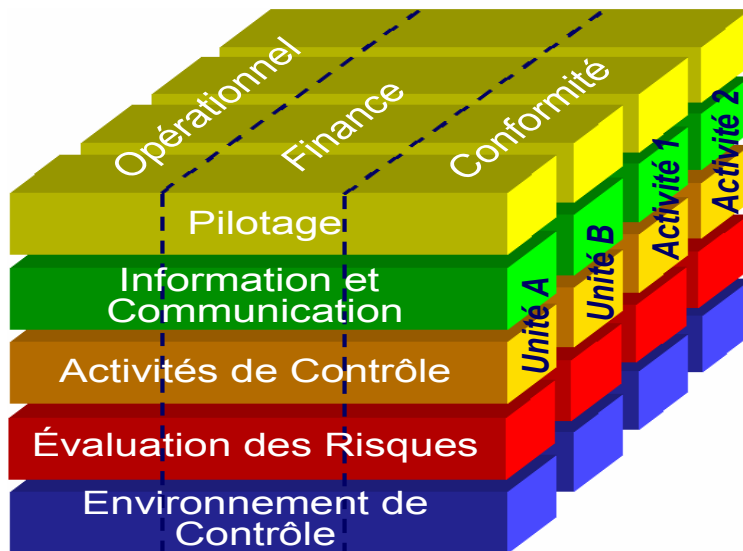 Opérationnel
Finance
Conformité
Pilotage
Information et
Communication
Activités de Contrôle
Évaluation des Risques
Environnement de
Contrôle
Unité A
Unité B
Activité 1
Activité 2